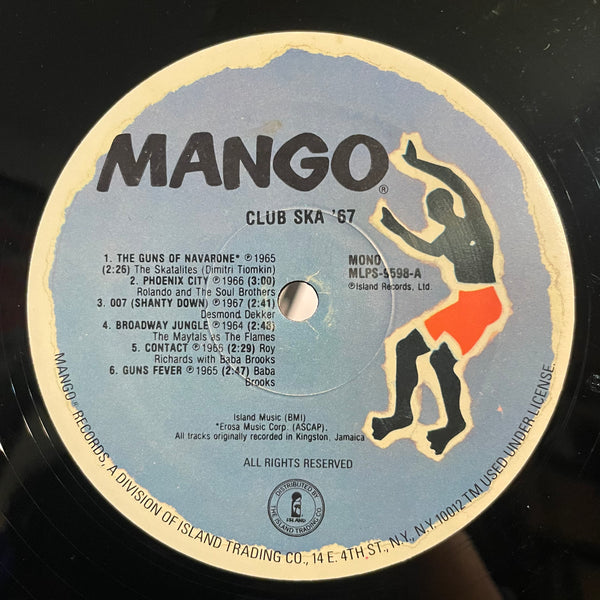 MANGO®
CLUB SKA '67
1. THE GUNS OF NAVARONE* ℗ 1965
(2:26) The Skatalites (Dimitri Tiomkin)
2. PHOENIX CITY ℗ 1966 (3:00)
Rolando and The Soul Brothers
3. 007 (SHANTY DOWN) ℗ 1967 (2:41)
Desmond Dekker
4. BROADWAY JUNGLE ℗ 1964 (2:43)
The Maytals as The Flames
5. CONTACT ℗ 1966 (2:29) Roy
Richards with Baba Brooks
6. GUNS FEVER ℗ 1965 (2:47) Baba
Brooks
MONO
MLPS-9598-A
℗Island Records, Ltd.
Island Music (BMI)
*Erosa Music Corp. (ASCAP).
All tracks originally recorded in Kingston, Jamaica
ALL RIGHTS RESERVED
DISTRIBUTED BY
ISLAND
THE ISLAND TRADING CO.
MANGO® RECORDS, A DIVISION OF ISLAND TRADING CO., 14 E. 4TH ST., N.Y., N.Y. 10012 TM USED UNDER LICENSE.